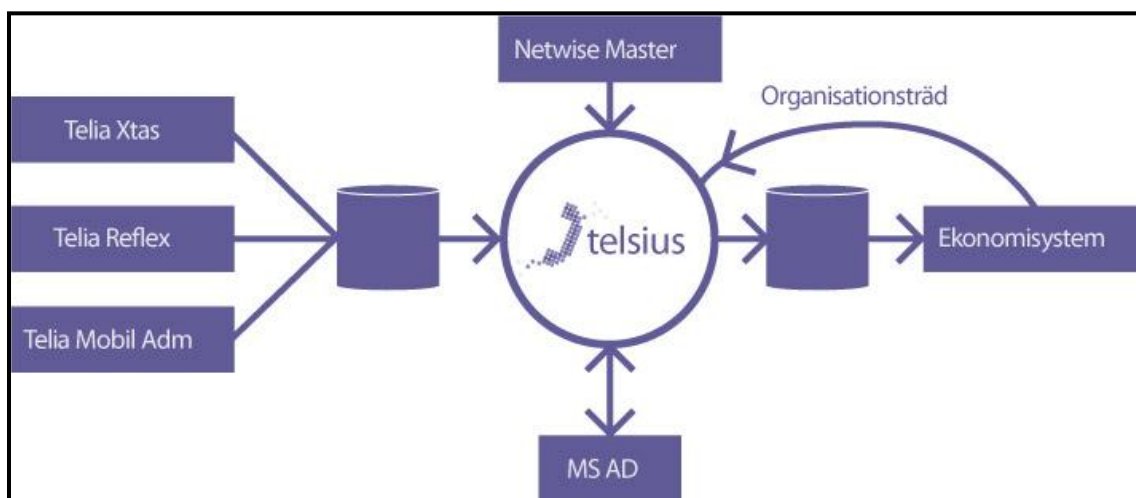 Netwise Master
Organisationsträd
Telia Xtas
Telia Reflex
telsius
Ekonomisystem
Telia Mobil Adm
MS AD